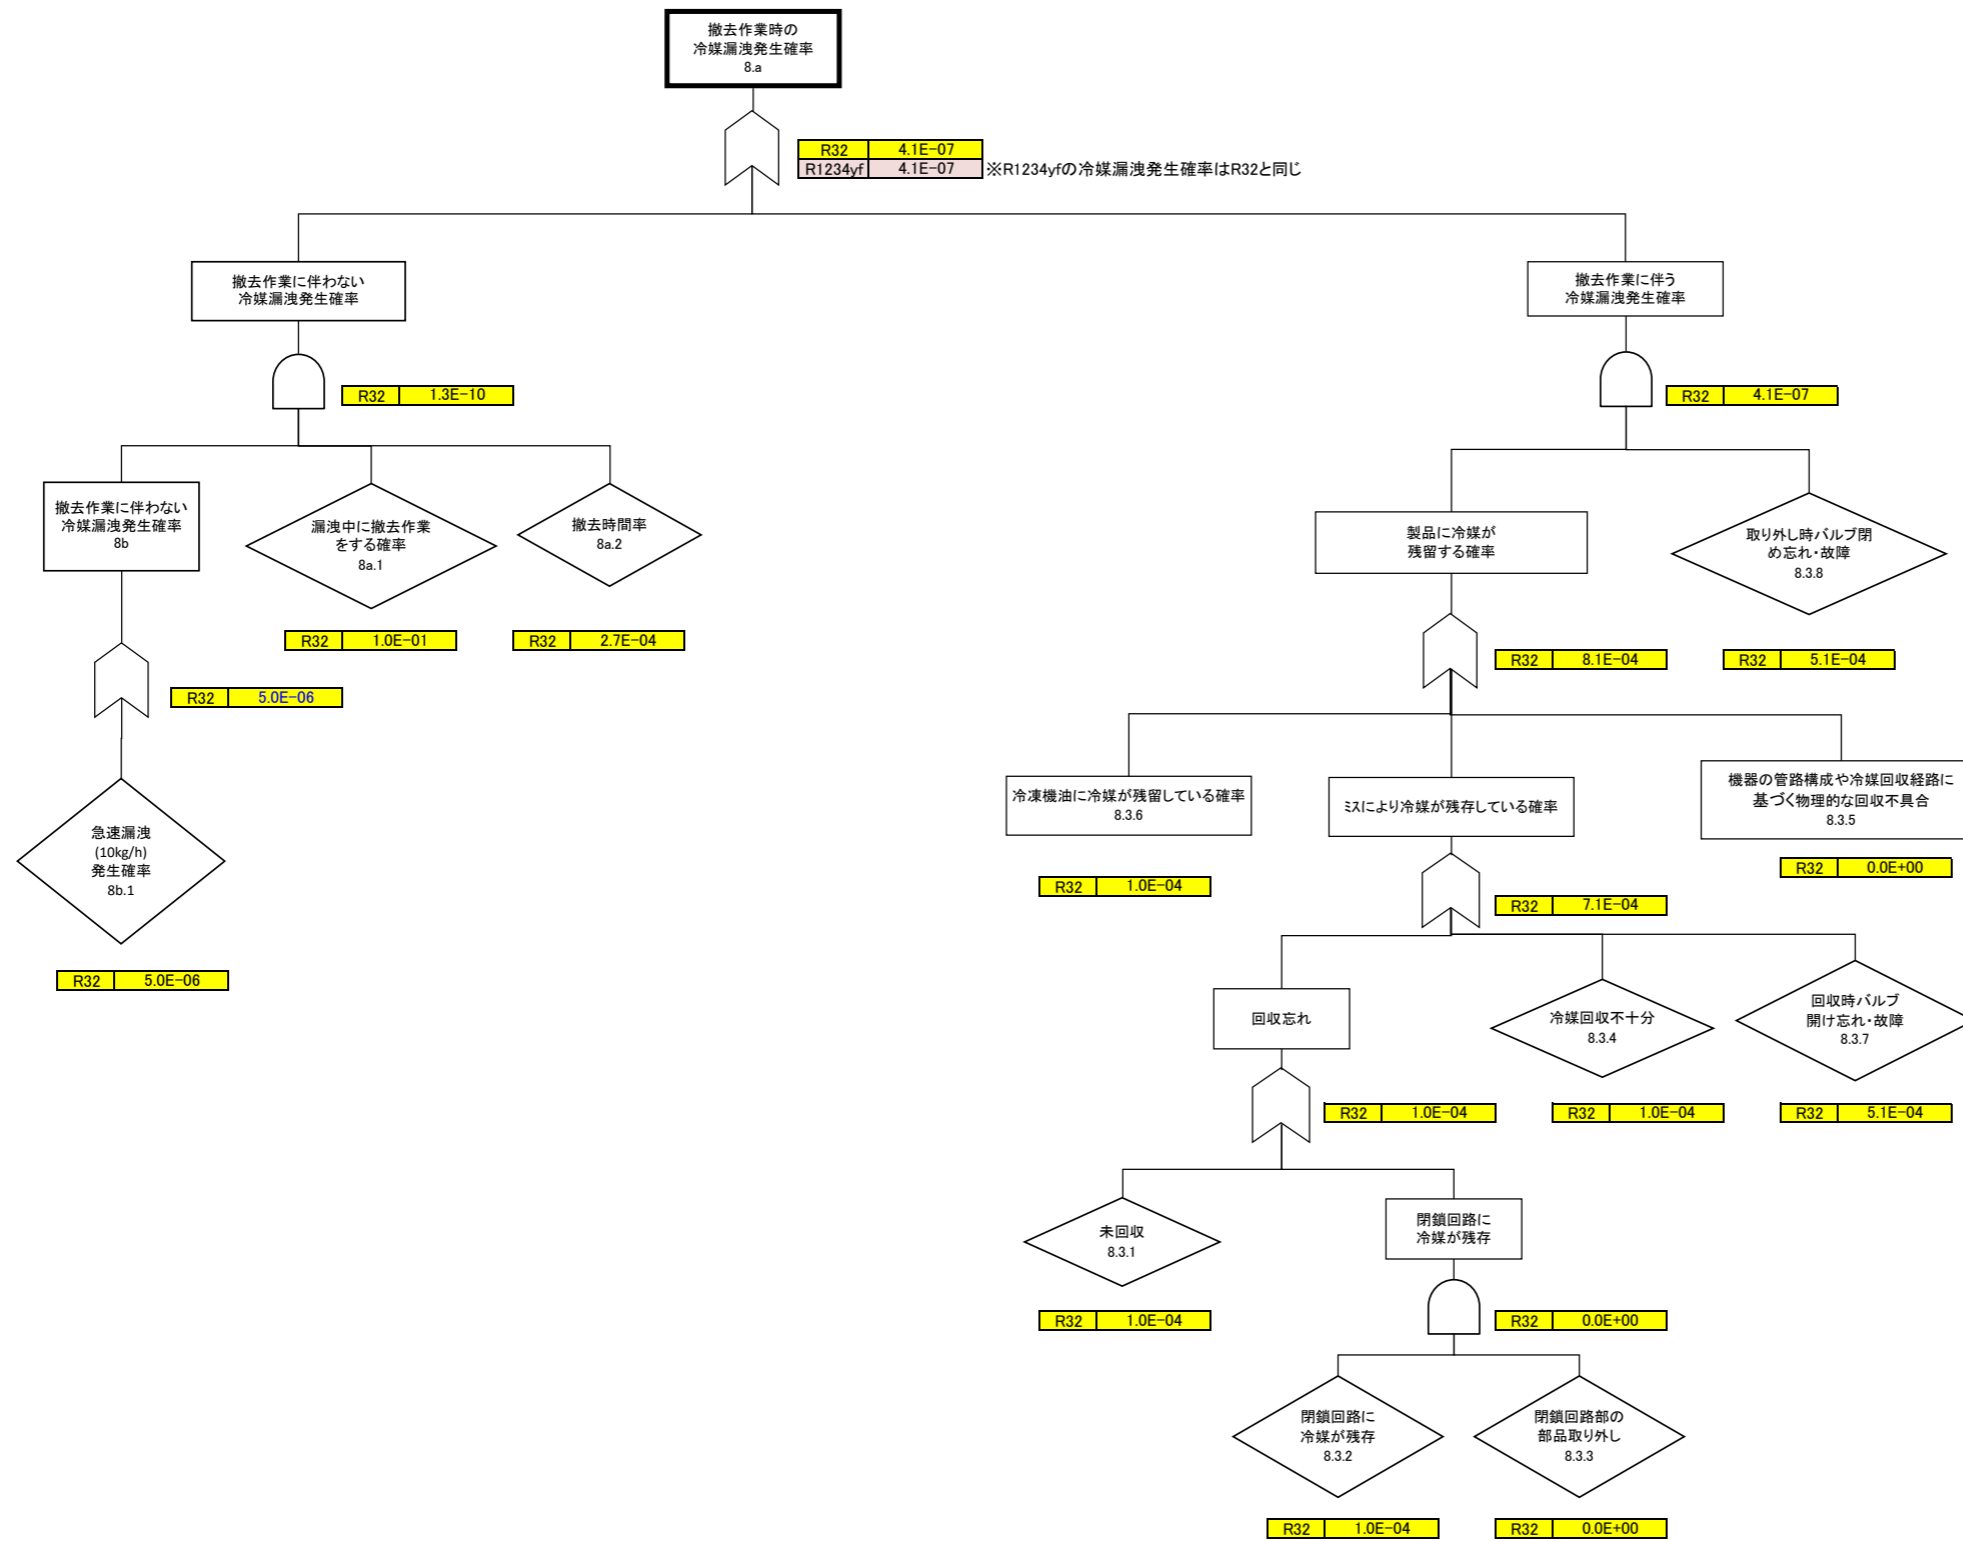 撤去作業時の
冷媒漏洩発生確率
8.a
R32 4.1E-07
R1234yf 4.1E-07 ※R1234yfの冷媒漏洩発生確率はR32と同じ
撤去作業に伴わない
冷媒漏洩発生確率
撤去作業に伴う
冷媒漏洩発生確率
R32 1.3E-10
R32 4.1E-07
撤去作業に伴わない
冷媒漏洩発生確率
8b
漏洩中に撤去作業
をする確率
8a.1
撤去時間率
8a.2
製品に冷媒が
残留する確率
取り外し時バルブ閉
め忘れ・故障
8.3.8
R32 1.0E-01
R32 2.7E-04
R32 8.1E-04
R32 5.1E-04
R32 5.0E-06
冷凍機油に冷媒が残留している確率
8.3.6
ミスにより冷媒が残存している確率
機器の管路構成や冷媒回収経路に
基づく物理的な回収不具合
8.3.5
急速漏洩
(10kg/h)
発生確率
8b.1
R32 1.0E-04
R32 7.1E-04
R32 0.0E+00
R32 5.0E-06
回収忘れ
冷媒回収不十分
8.3.4
回収時バルブ
開け忘れ・故障
8.3.7
R32 1.0E-04
R32 1.0E-04
R32 5.1E-04
未回収
8.3.1
閉鎖回路に
冷媒が残存
R32 1.0E-04
R32 0.0E+00
閉鎖回路に
冷媒が残存
8.3.2
閉鎖回路部の
部品取り外し
8.3.3
R32 1.0E-04
R32 0.0E+00